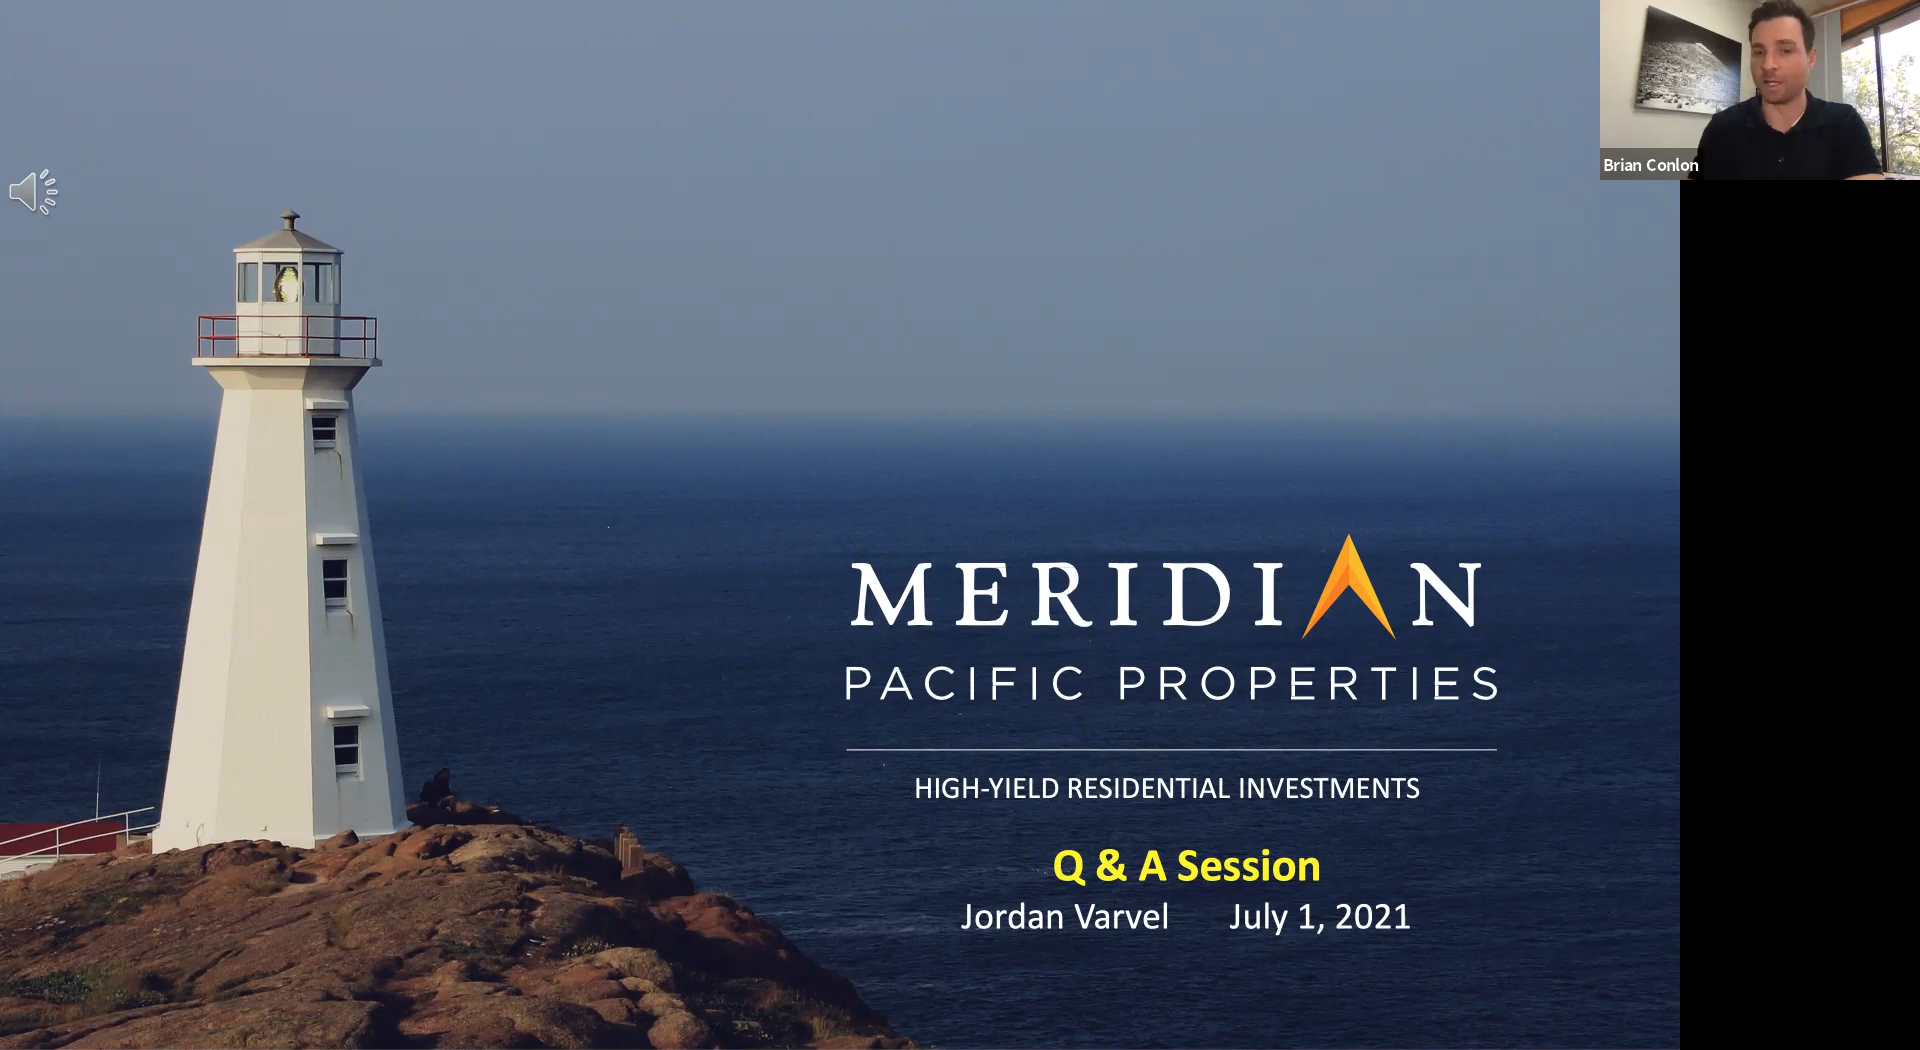 Brian Conlon
MERIDIAN
PACIFIC PROPERTIES
HIGH-YIELD RESIDENTIAL INVESTMENTS
Q & A Session
Jordan Varvel July 1, 2021